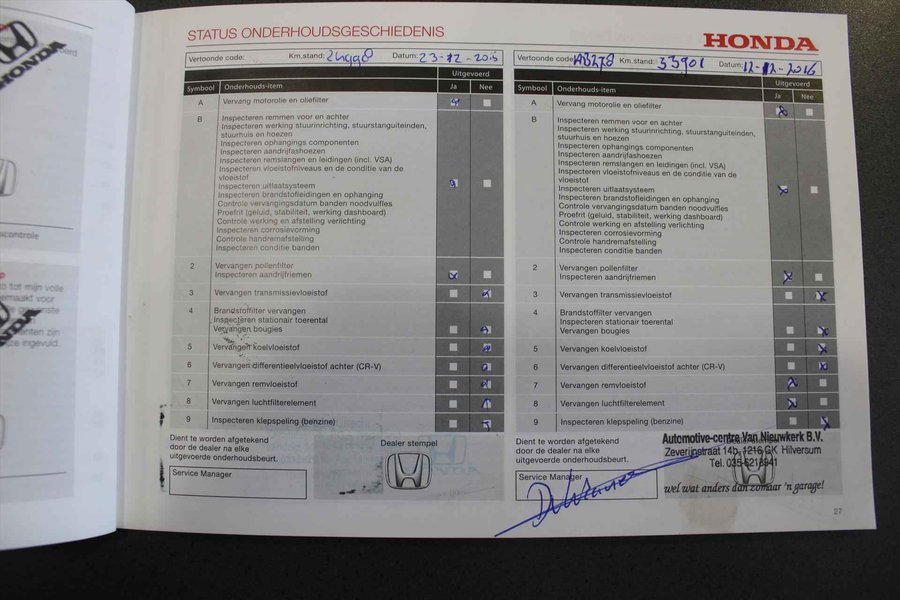 HONDA
STATUS ONDERHOUDSGESCHIEDENIS
HONDA
Vertoonde code: Km.stand: 24998 Datum: 23-12-2015
Uitgevoerd
Symbool Onderhouds-item Ja Nee
A Vervang motorolie en oliefilter
B Inspecteren remmen voor en achter
Inspecteren werking stuurinrichting, stuurstanguiteinden,
stuurhuis en hoezen
Inspecteren ophangings componenten
Inspecteren aandrijfashoezen
Inspecteren remslangen en leidingen (incl. VSA)
Inspecteren vloeistofniveaus en de conditie van de
vloeistof
Inspecteren uitlaatsysteem
Inspecteren brandstofleidingen en ophanging
Controle vervangingsdatum banden noodvulfles
Proefrit (geluid, stabiliteit, werking dashboard)
Controle werking en afstelling verlichting
Inspecteren corrosievorming
Controle handremafstelling
Inspecteren conditie banden
2 Vervangen pollenfilter
Inspecteren aandrijfriemen
3 Vervangen transmissievloeistof
4 Brandstoffilter vervangen
Inspecteren stationair toerental
Vervangen bougies
5 Vervangen koelvloeistof
6 Vervangen differentieelvloeistof achter (CR-V)
7 Vervangen remvloeistof
8 Vervangen luchtfilterelement
9 Inspecteren klepspeling (benzine)
Dient te worden afgetekend
door de dealer na elke
uitgevoerde onderhoudsbeurt.
Dealer stempel
Service Manager
Vertoonde code: Km.stand: 33901 Datum: 12-12-2016
Uitgevoerd
Symbool Onderhouds-item Ja Nee
A Vervang motorolie en oliefilter
B Inspecteren remmen voor en achter
Inspecteren werking stuurinrichting, stuurstanguiteinden,
stuurhuis en hoezen
Inspecteren ophangings componenten
Inspecteren aandrijfashoezen
Inspecteren remslangen en leidingen (incl. VSA)
Inspecteren vloeistofniveaus en de conditie van de
vloeistof
Inspecteren uitlaatsysteem
Inspecteren brandstofleidingen en ophanging
Controle vervangingsdatum banden noodvulfles
Proefrit (geluid, stabiliteit, werking dashboard)
Controle werking en afstelling verlichting
Inspecteren corrosievorming
Controle handremafstelling
Inspecteren conditie banden
2 Vervangen pollenfilter
Inspecteren aandrijfriemen
3 Vervangen transmissievloeistof
4 Brandstoffilter vervangen
Inspecteren stationair toerental
Vervangen bougies
5 Vervangen koelvloeistof
6 Vervangen differentieelvloeistof achter (CR-V)
7 Vervangen remvloeistof
8 Vervangen luchtfilterelement
9 Inspecteren klepspeling (benzine)
Dient te worden afgetekend
door de dealer na elke
uitgevoerde onderhoudsbeurt.
Service Manager
Automotive-centre Van Nieuwkerk B.V.
Zeverijnstraat 14b, 1216 GK Hilversum
Tel. 035-6218941
wel wat anders dan zomaar 'n garage!
27